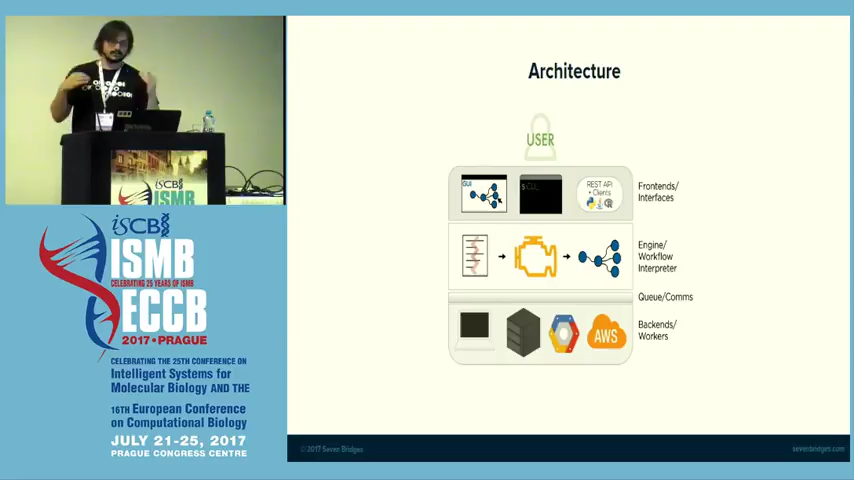 Architecture
USER
GUI
REST API
+ Clients
Frontends/
Interfaces
Engine/
Workflow
Interpreter
Queue/Comms
Backends/
Workers
AWS
© 2017 Seven Bridges
sevenbridges.com
iSCB
ISMB
iSCB
ISMB
CELEBRATING 25 YEARS OF ISMB
ECCB
2017 • PRAGUE
CELEBRATING THE 25TH CONFERENCE ON
Intelligent Systems for
Molecular Biology AND THE
16TH European Conference
on Computational Biology
JULY 21-25, 2017
PRAGUE CONGRESS CENTRE